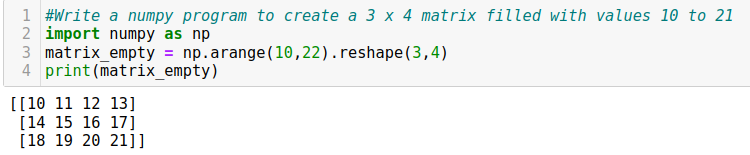 1 #Write a numpy program to create a 3 x 4 matrix filled with values 10 to 21
2 import numpy as np
3 matrix_empty = np.arange(10,22).reshape(3,4)
4 print(matrix_empty)
[[10 11 12 13]
 [14 15 16 17]
 [18 19 20 21]]